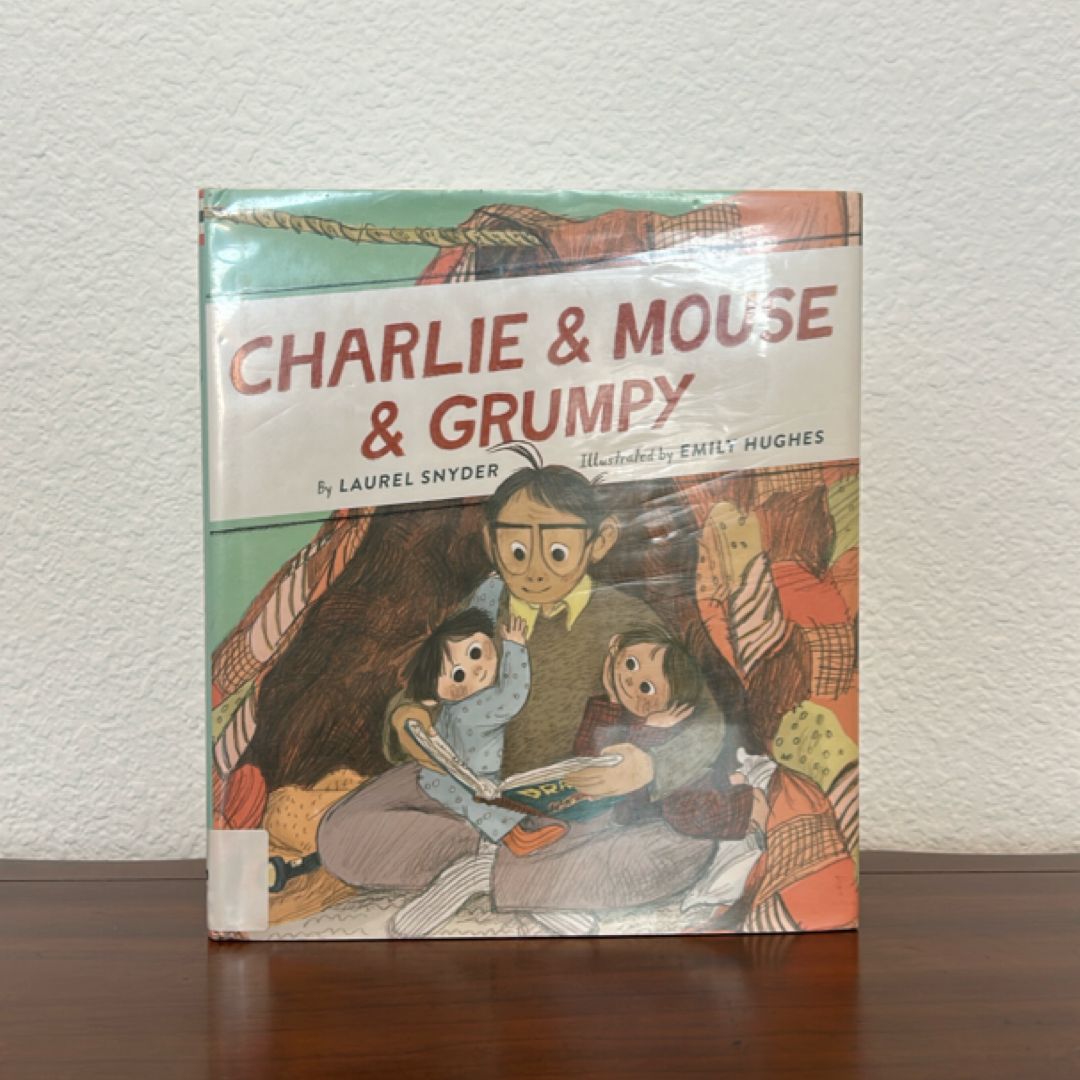 CHARLIE & MOUSE
& GRUMPY
By LAUREL SNYDER
Illustrated by EMILY HUGHES